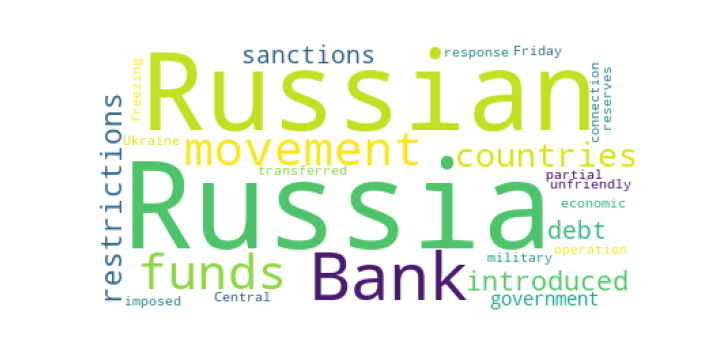 sanctions
response
Friday
Russian
freezing
connection
reserves
Ukraine
movement
countries
transferred
Russia
partial
unfriendly
economic
restrictions
debt
operation
military
funds
Bank
introduced
imposed
Central
government